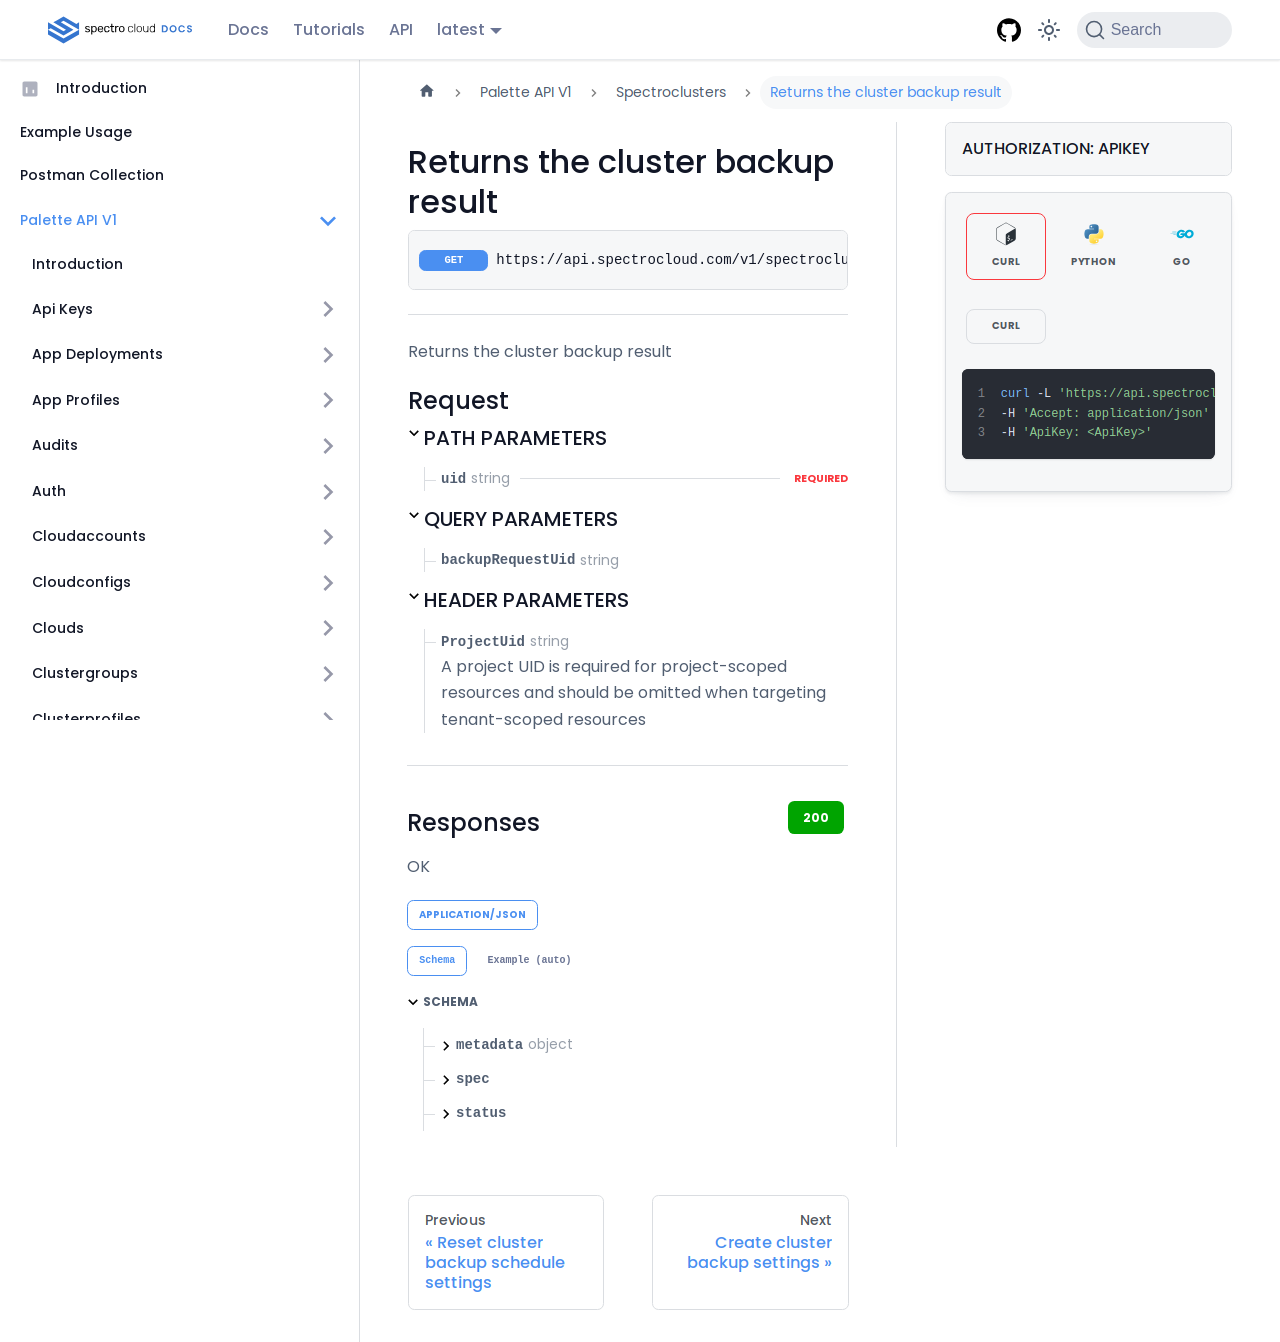 spectro cloud DOCS
Docs
Tutorials
API
latest
Search
Introduction
Example Usage
Postman Collection
Palette API V1
Introduction
Api Keys
App Deployments
App Profiles
Audits
Auth
Cloudaccounts
Cloudconfigs
Clouds
Clustergroups
Clusterprofiles
Palette API V1
Spectroclusters
Returns the cluster backup result
Returns the cluster backup
result
GET https://api.spectrocloud.com/v1/spectroclu
Returns the cluster backup result
Request
PATH PARAMETERS
uid string REQUIRED
QUERY PARAMETERS
backupRequestUid string
HEADER PARAMETERS
ProjectUid string
A project UID is required for project-scoped
resources and should be omitted when targeting
tenant-scoped resources
Responses
200
OK
APPLICATION/JSON
Schema Example (auto)
SCHEMA
metadata object
spec
status
Previous
« Reset cluster
backup schedule
settings
Next
Create cluster
backup settings »
AUTHORIZATION: APIKEY
CURL PYTHON GO
CURL
1 curl -L 'https://api.spectrocl
2 -H 'Accept: application/json'
3 -H 'ApiKey: <ApiKey>'